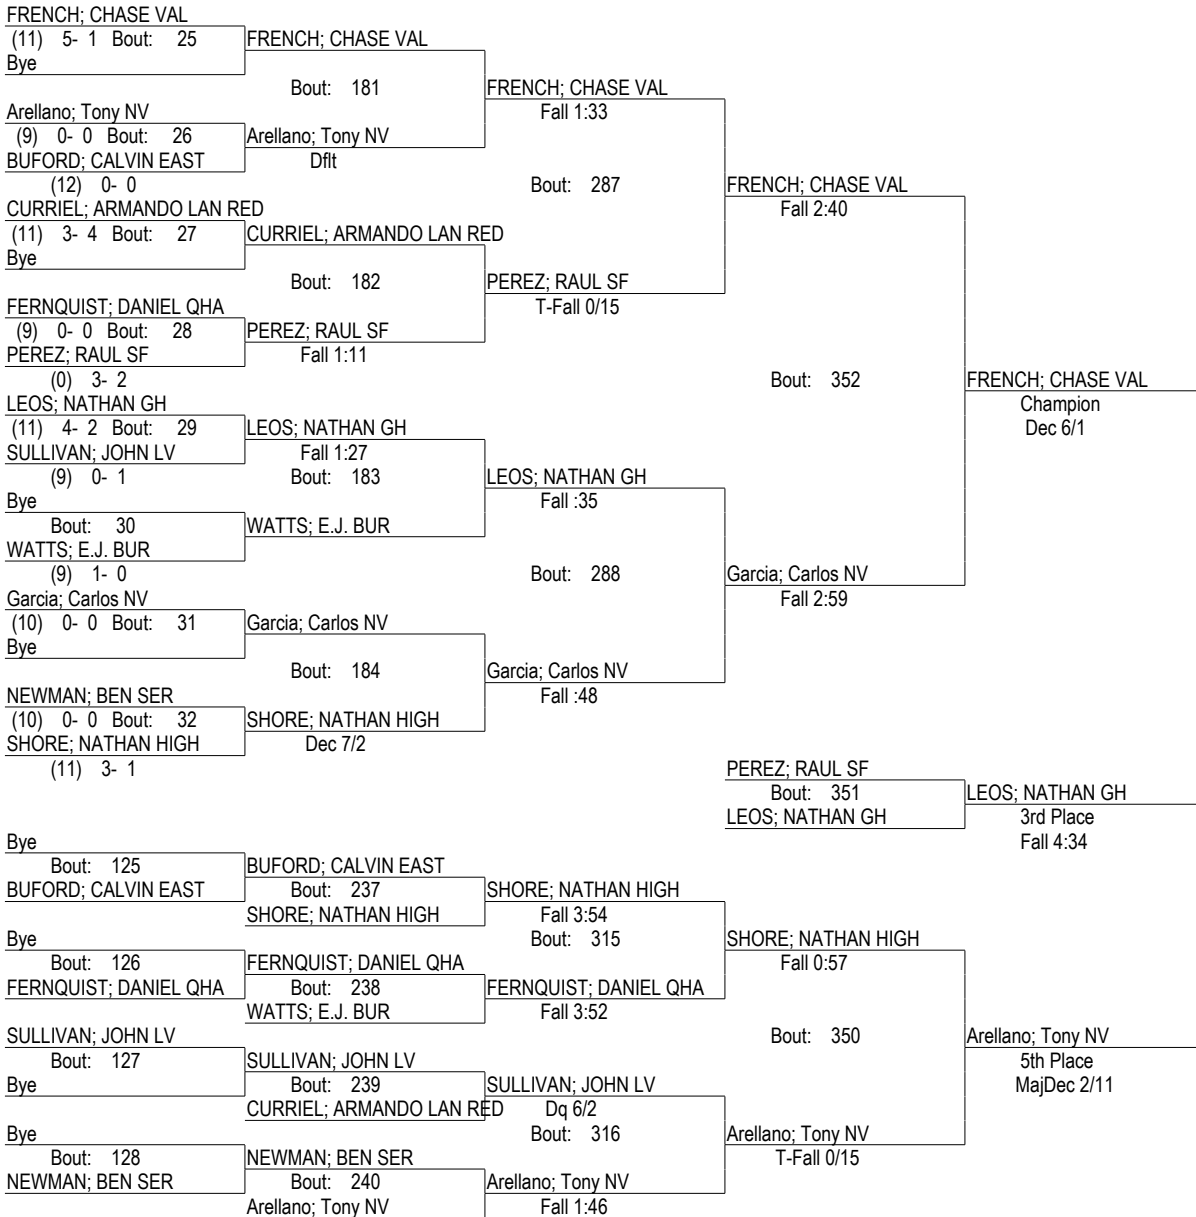 FRENCH; CHASE VAL
(11) 5- 1 Bout: 25 FRENCH; CHASE VAL
Bye
Bout: 181 FRENCH; CHASE VAL
Arellano; Tony NV Fall 1:33
(9) 0- 0 Bout: 26 Arellano; Tony NV
BUFORD; CALVIN EAST Dflt
(12) 0- 0 Bout: 287 FRENCH; CHASE VAL
CURRIEL; ARMANDO LAN RED Fall 2:40
(11) 3- 4 Bout: 27 CURRIEL; ARMANDO LAN RED
Bye
Bout: 182 PEREZ; RAUL SF
FERNQUIST; DANIEL QHA T-Fall 0/15
(9) 0- 0 Bout: 28 PEREZ; RAUL SF
PEREZ; RAUL SF Fall 1:11
(0) 3- 2 Bout: 352 FRENCH; CHASE VAL
LEOS; NATHAN GH Champion
(11) 4- 2 Bout: 29 LEOS; NATHAN GH Dec 6/1
SULLIVAN; JOHN LV Fall 1:27
(9) 0- 1 Bout: 183 LEOS; NATHAN GH
Bye Fall :35
Bout: 30 WATTS; E.J. BUR
WATTS; E.J. BUR
(9) 1- 0 Bout: 288 Garcia; Carlos NV
Garcia; Carlos NV Fall 2:59
(10) 0- 0 Bout: 31 Garcia; Carlos NV
Bye
Bout: 184 Garcia; Carlos NV
NEWMAN; BEN SER Fall :48
(10) 0- 0 Bout: 32 SHORE; NATHAN HIGH
SHORE; NATHAN HIGH Dec 7/2
(11) 3- 1 PEREZ; RAUL SF
Bout: 351 LEOS; NATHAN GH
LEOS; NATHAN GH 3rd Place
Bye Fall 4:34
Bout: 125 BUFORD; CALVIN EAST
BUFORD; CALVIN EAST Bout: 237 SHORE; NATHAN HIGH
SHORE; NATHAN HIGH Fall 3:54
Bye Bout: 315 SHORE; NATHAN HIGH
Bout: 126 FERNQUIST; DANIEL QHA Fall 0:57
FERNQUIST; DANIEL QHA Bout: 238 FERNQUIST; DANIEL QHA
WATTS; E.J. BUR Fall 3:52
SULLIVAN; JOHN LV Bout: 350 Arellano; Tony NV
Bout: 127 SULLIVAN; JOHN LV 5th Place
Bye Bout: 239 SULLIVAN; JOHN LV MajDec 2/11
CURRIEL; ARMANDO LAN RED Dq 6/2
Bye Bout: 316 Arellano; Tony NV
Bout: 128 NEWMAN; BEN SER T-Fall 0/15
NEWMAN; BEN SER Bout: 240 Arellano; Tony NV
Arellano; Tony NV Fall 1:46